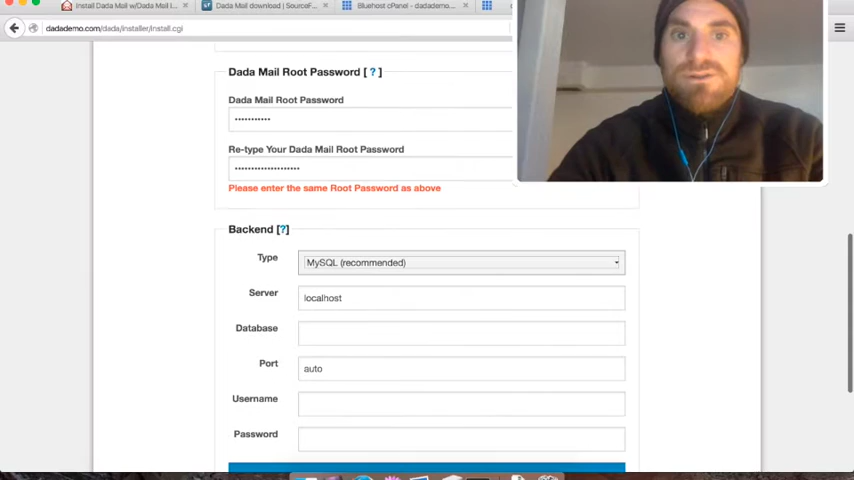 Install Dada Mail w/Dada Mail I...
Dada Mail download | SourceF...
Bluehost cPanel - dadademo....
dadademo.com/dada/installer/install.cgi
Dada Mail Root Password [ ? ]
Dada Mail Root Password
•••••••••••
Re-type Your Dada Mail Root Password
••••••••••••••••••••
Please enter the same Root Password as above
Backend [?]
Type
MySQL (recommended)
Server
localhost
Database
Port
auto
Username
Password